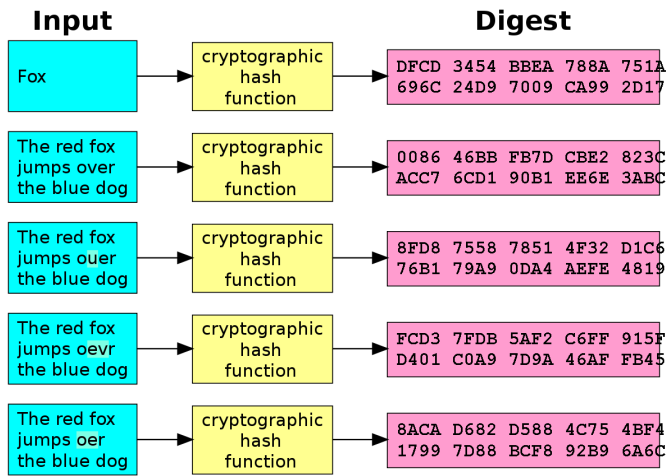 Input
Digest
Fox
cryptographic
hash
function
DFCD 3454 BBEA 788A 751A
696C 24D9 7009 CA99 2D17
The red fox
jumps over
the blue dog
cryptographic
hash
function
0086 46BB FB7D CBE2 823C
ACC7 6CD1 90B1 EE6E 3ABC
The red fox
jumps ouer
the blue dog
cryptographic
hash
function
8FD8 7558 7851 4F32 D1C6
76B1 79A9 0DA4 AEFE 4819
The red fox
jumps oevr
the blue dog
cryptographic
hash
function
FCD3 7FDB 5AF2 C6FF 915F
D401 C0A9 7D9A 46AF FB45
The red fox
jumps oer
the blue dog
cryptographic
hash
function
8ACA D682 D588 4C75 4BF4
1799 7D88 BCF8 92B9 6A6C